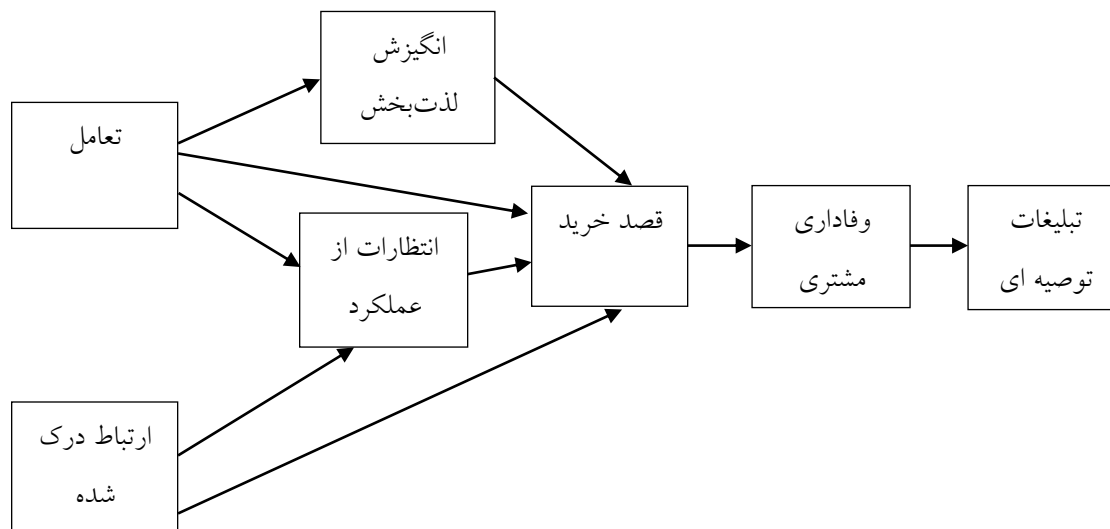 انگیزش
لذت‌بخش
تعامل
انتظارات از
عملکرد
قصد خرید
وفاداری
مشتری
تبلیغات
توصیه ای
ارتباط درک
شده